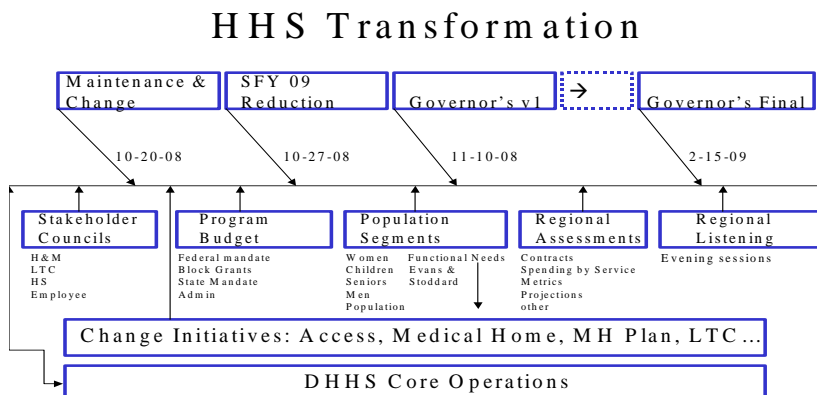 HHS Transformation
Maintenance &
Change
SFY 09
Reduction
Governor's v1
→
Governor's Final
10-20-08
10-27-08
11-10-08
2-15-09
Stakeholder
Councils
H&M
LTC
HS
Employee
Program
Budget
Federal mandate
Block Grants
State Mandate
Admin
Population
Segments
Women
Children
Seniors
Men
Population
Functional Needs
Evans &
Stoddard
Regional
Assessments
Contracts
Spending by Service
Metrics
Projections
other
Regional
Listening
Evening sessions
Change Initiatives: Access, Medical Home, MH Plan, LTC...
DHHS Core Operations